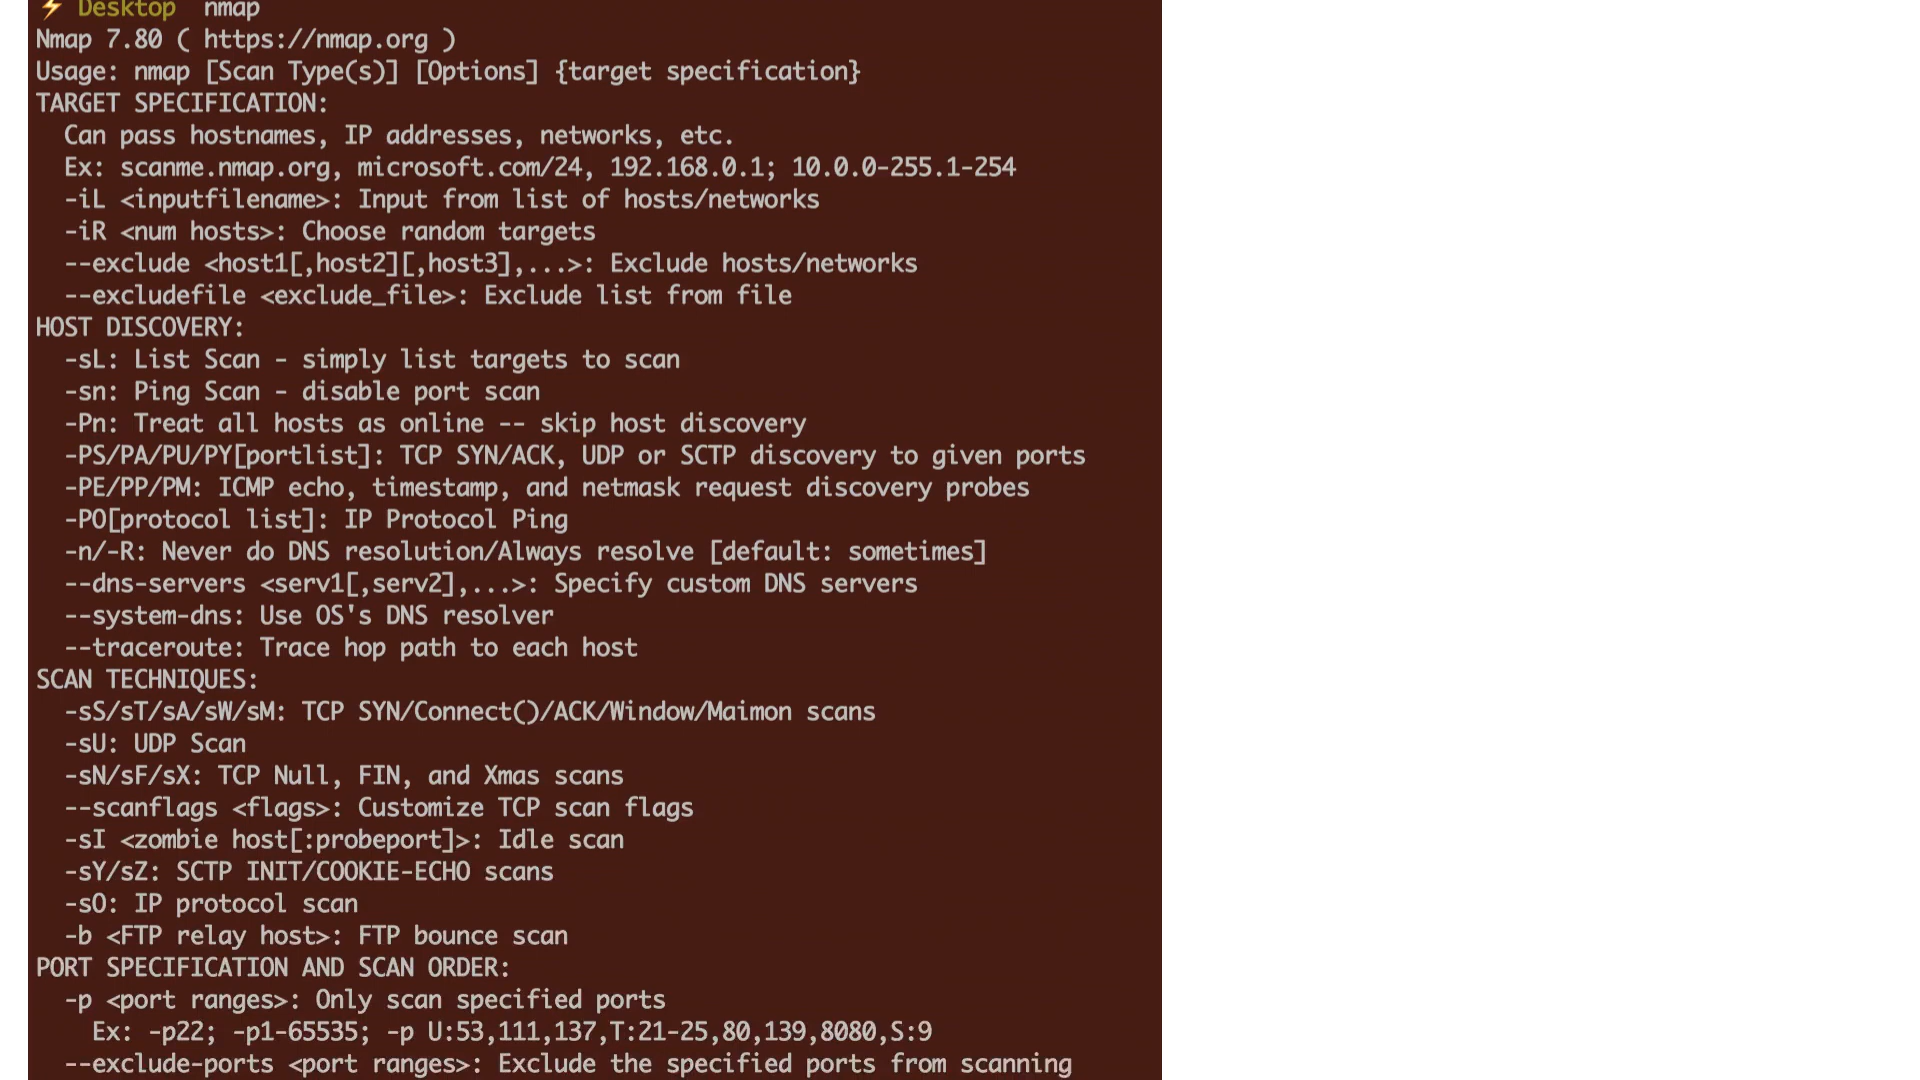 ⚡ Desktop nmap
Nmap 7.80 ( https://nmap.org )
Usage: nmap [Scan Type(s)] [Options] {target specification}
TARGET SPECIFICATION:
  Can pass hostnames, IP addresses, networks, etc.
  Ex: scanme.nmap.org, microsoft.com/24, 192.168.0.1; 10.0.0-255.1-254
  -iL <inputfilename>: Input from list of hosts/networks
  -iR <num hosts>: Choose random targets
  --exclude <host1[,host2][,host3],...>: Exclude hosts/networks
  --excludefile <exclude_file>: Exclude list from file
HOST DISCOVERY:
  -sL: List Scan - simply list targets to scan
  -sn: Ping Scan - disable port scan
  -Pn: Treat all hosts as online -- skip host discovery
  -PS/PA/PU/PY[portlist]: TCP SYN/ACK, UDP or SCTP discovery to given ports
  -PE/PP/PM: ICMP echo, timestamp, and netmask request discovery probes
  -PO[protocol list]: IP Protocol Ping
  -n/-R: Never do DNS resolution/Always resolve [default: sometimes]
  --dns-servers <serv1[,serv2],...>: Specify custom DNS servers
  --system-dns: Use OS's DNS resolver
  --traceroute: Trace hop path to each host
SCAN TECHNIQUES:
  -sS/sT/sA/sW/sM: TCP SYN/Connect()/ACK/Window/Maimon scans
  -sU: UDP Scan
  -sN/sF/sX: TCP Null, FIN, and Xmas scans
  --scanflags <flags>: Customize TCP scan flags
  -sI <zombie host[:probeport]>: Idle scan
  -sY/sZ: SCTP INIT/COOKIE-ECHO scans
  -sO: IP protocol scan
  -b <FTP relay host>: FTP bounce scan
PORT SPECIFICATION AND SCAN ORDER:
  -p <port ranges>: Only scan specified ports
    Ex: -p22; -p1-65535; -p U:53,111,137,T:21-25,80,139,8080,S:9
  --exclude-ports <port ranges>: Exclude the specified ports from scanning